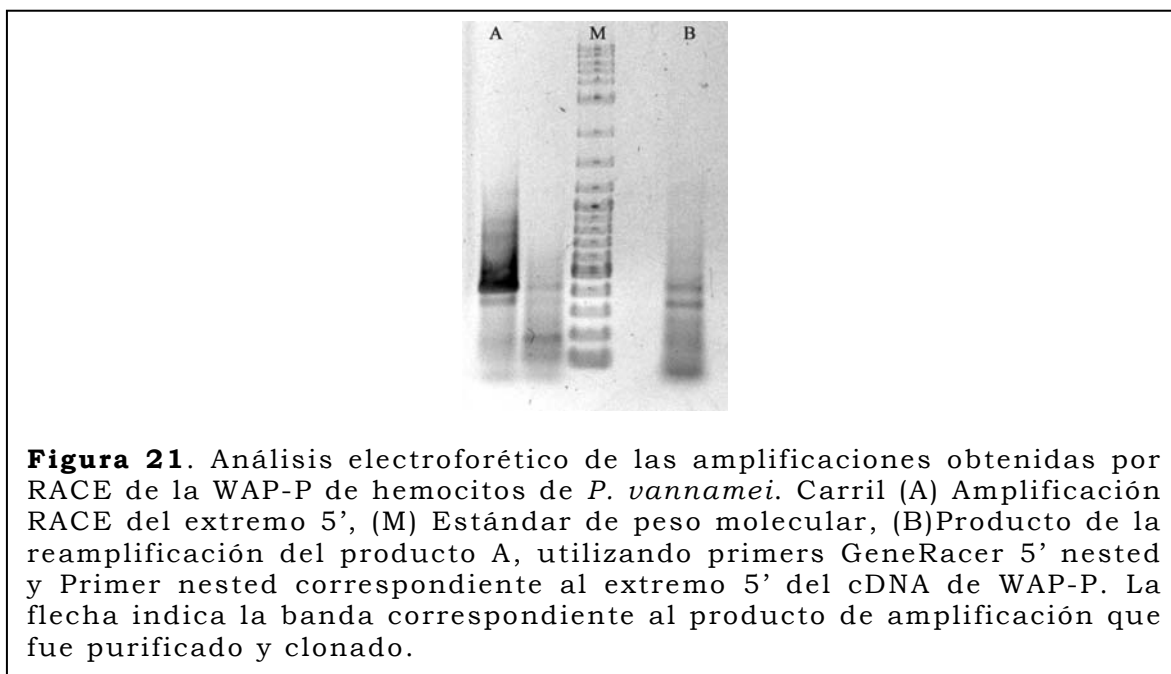 A M B
Figura 21. Análisis electroforético de las amplificaciones obtenidas por
RACE de la WAP-P de hemocitos de P. vannamei. Carril (A) Amplificación
RACE del extremo 5’, (M) Estándar de peso molecular, (B)Producto de la
reamplificación del producto A, utilizando primers GeneRacer 5’ nested
y Primer nested correspondiente al extremo 5’ del cDNA de WAP-P. La
flecha indica la banda correspondiente al producto de amplificación que
fue purificado y clonado.